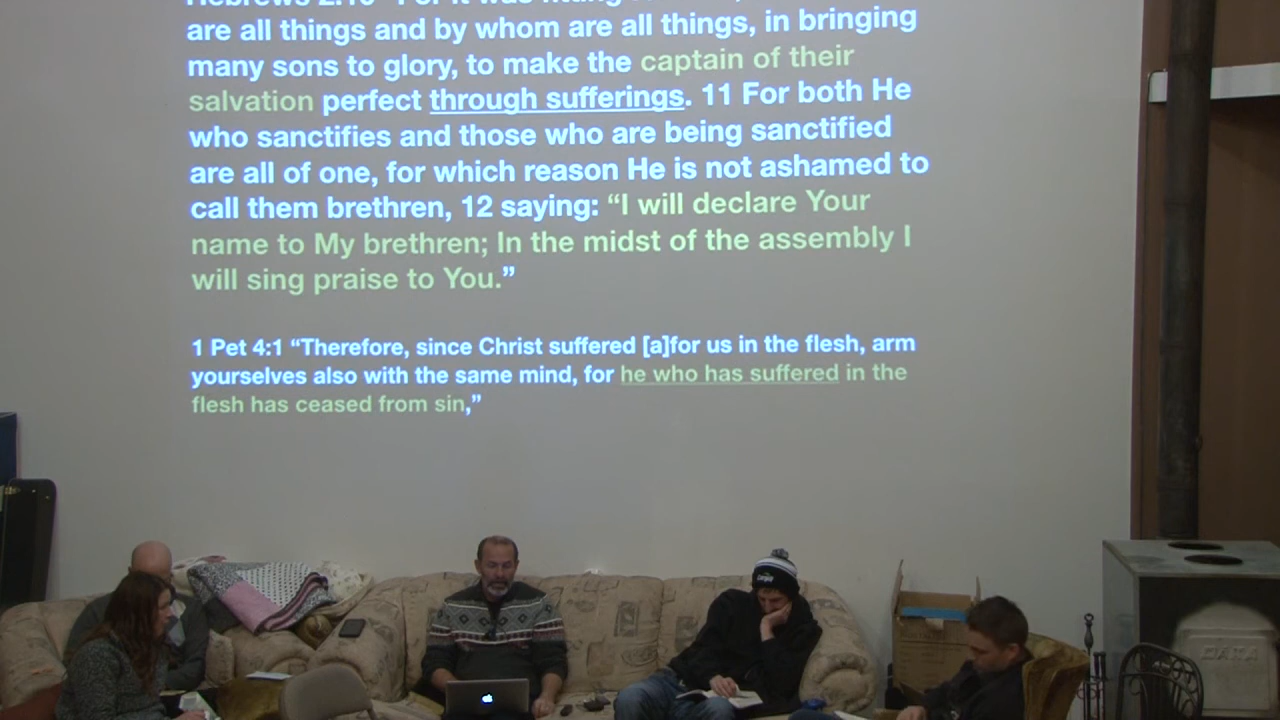 are all things and by whom are all things, in bringing
many sons to glory, to make the captain of their
salvation perfect through sufferings. 11 For both He
who sanctifies and those who are being sanctified
are all of one, for which reason He is not ashamed to
call them brethren, 12 saying: “I will declare Your
name to My brethren; In the midst of the assembly I
will sing praise to You.”
1 Pet 4:1 “Therefore, since Christ suffered [a]for us in the flesh, arm
yourselves also with the same mind, for he who has suffered in the
flesh has ceased from sin,”